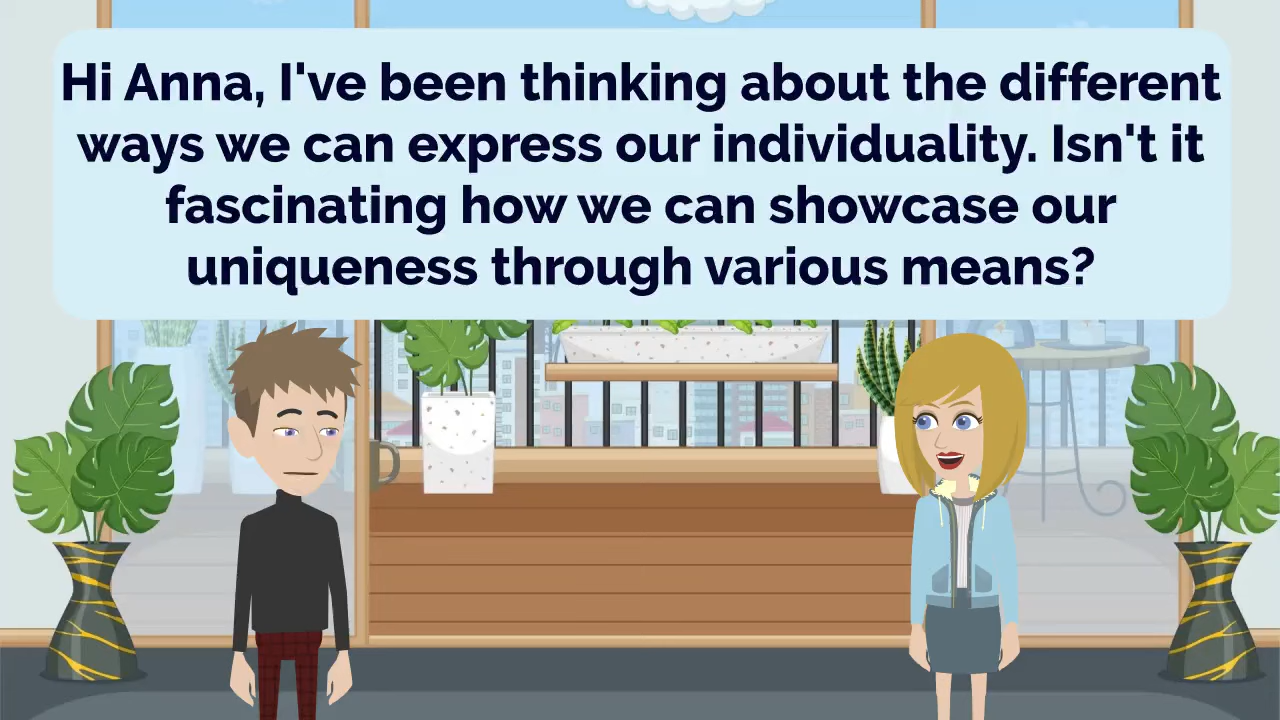 Hi Anna, I've been thinking about the different
ways we can express our individuality. Isn't it
fascinating how we can showcase our
uniqueness through various means?